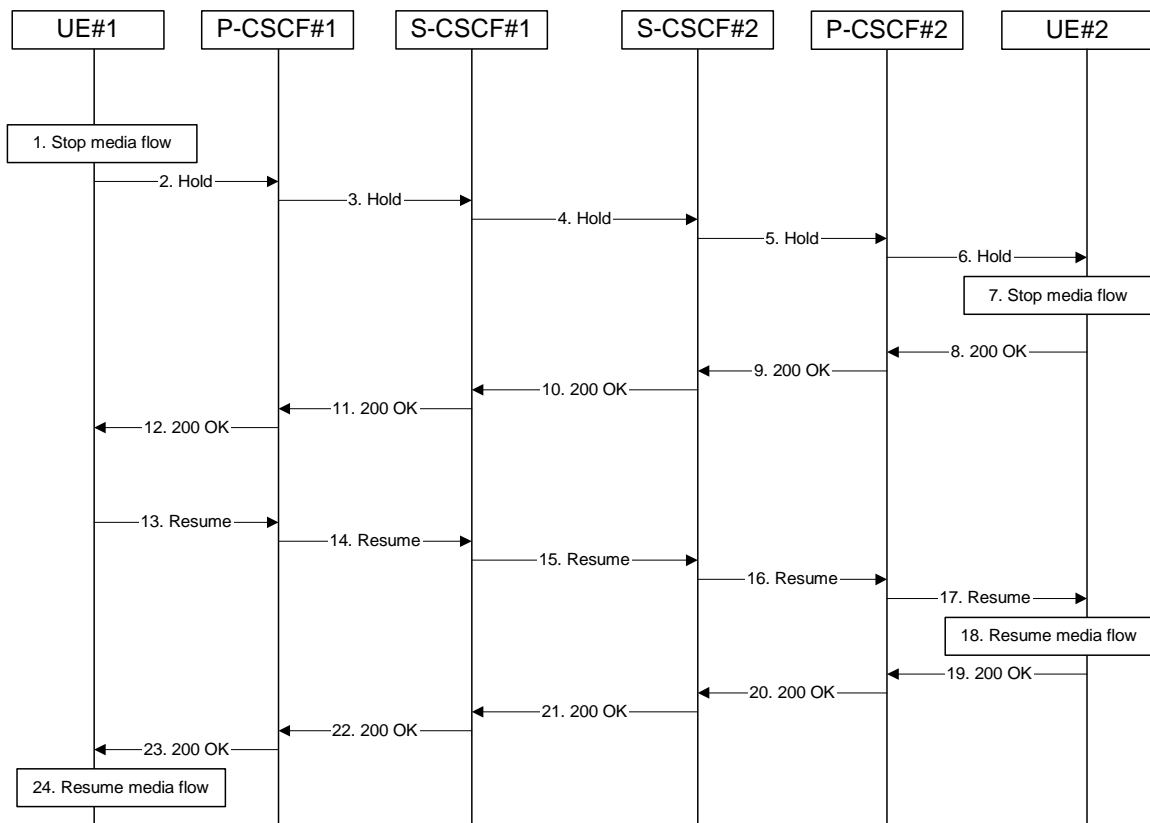 UE#1
P-CSCF#1
S-CSCF#1
S-CSCF#2
P-CSCF#2
UE#2
1. Stop media flow
2. Hold
3. Hold
4. Hold
5. Hold
6. Hold
7. Stop media flow
8. 200 OK
9. 200 OK
10. 200 OK
11. 200 OK
12. 200 OK
13. Resume
14. Resume
15. Resume
16. Resume
17. Resume
18. Resume media flow
19. 200 OK
20. 200 OK
21. 200 OK
22. 200 OK
23. 200 OK
24. Resume media flow